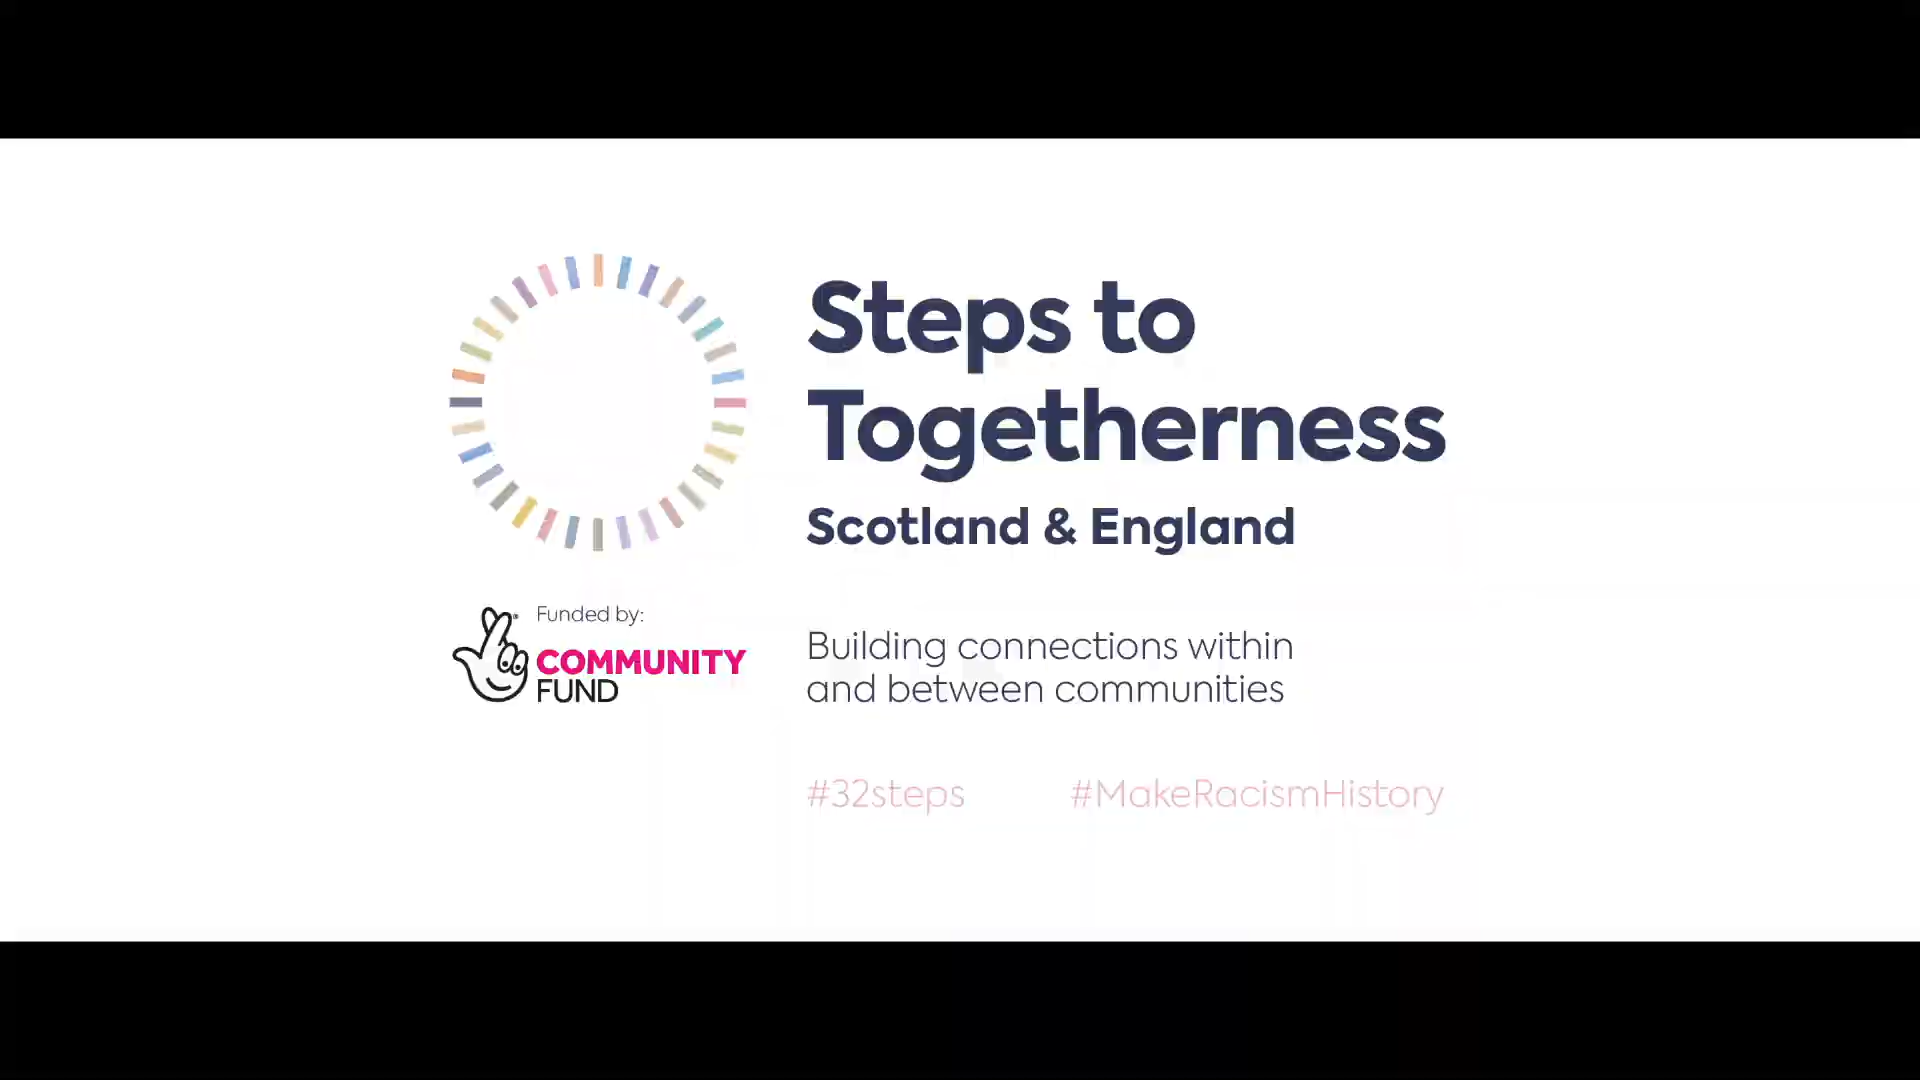 Steps to
Togetherness
Scotland & England
Funded by:
COMMUNITY
FUND
Building connections within
and between communities
#32steps #MakeRacismHistory